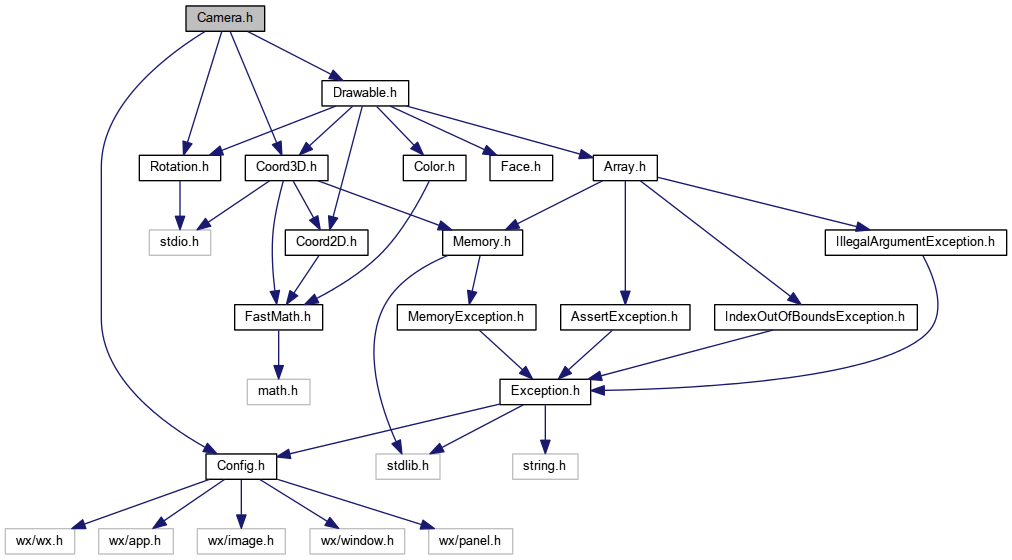 Camera.h
Drawable.h
Rotation.h
Coord3D.h
Color.h
Face.h
Array.h
stdio.h
Coord2D.h
Memory.h
IllegalArgumentException.h
FastMath.h
MemoryException.h
AssertException.h
IndexOutOfBoundsException.h
math.h
Exception.h
Config.h
stdlib.h
string.h
wx/wx.h
wx/app.h
wx/image.h
wx/window.h
wx/panel.h